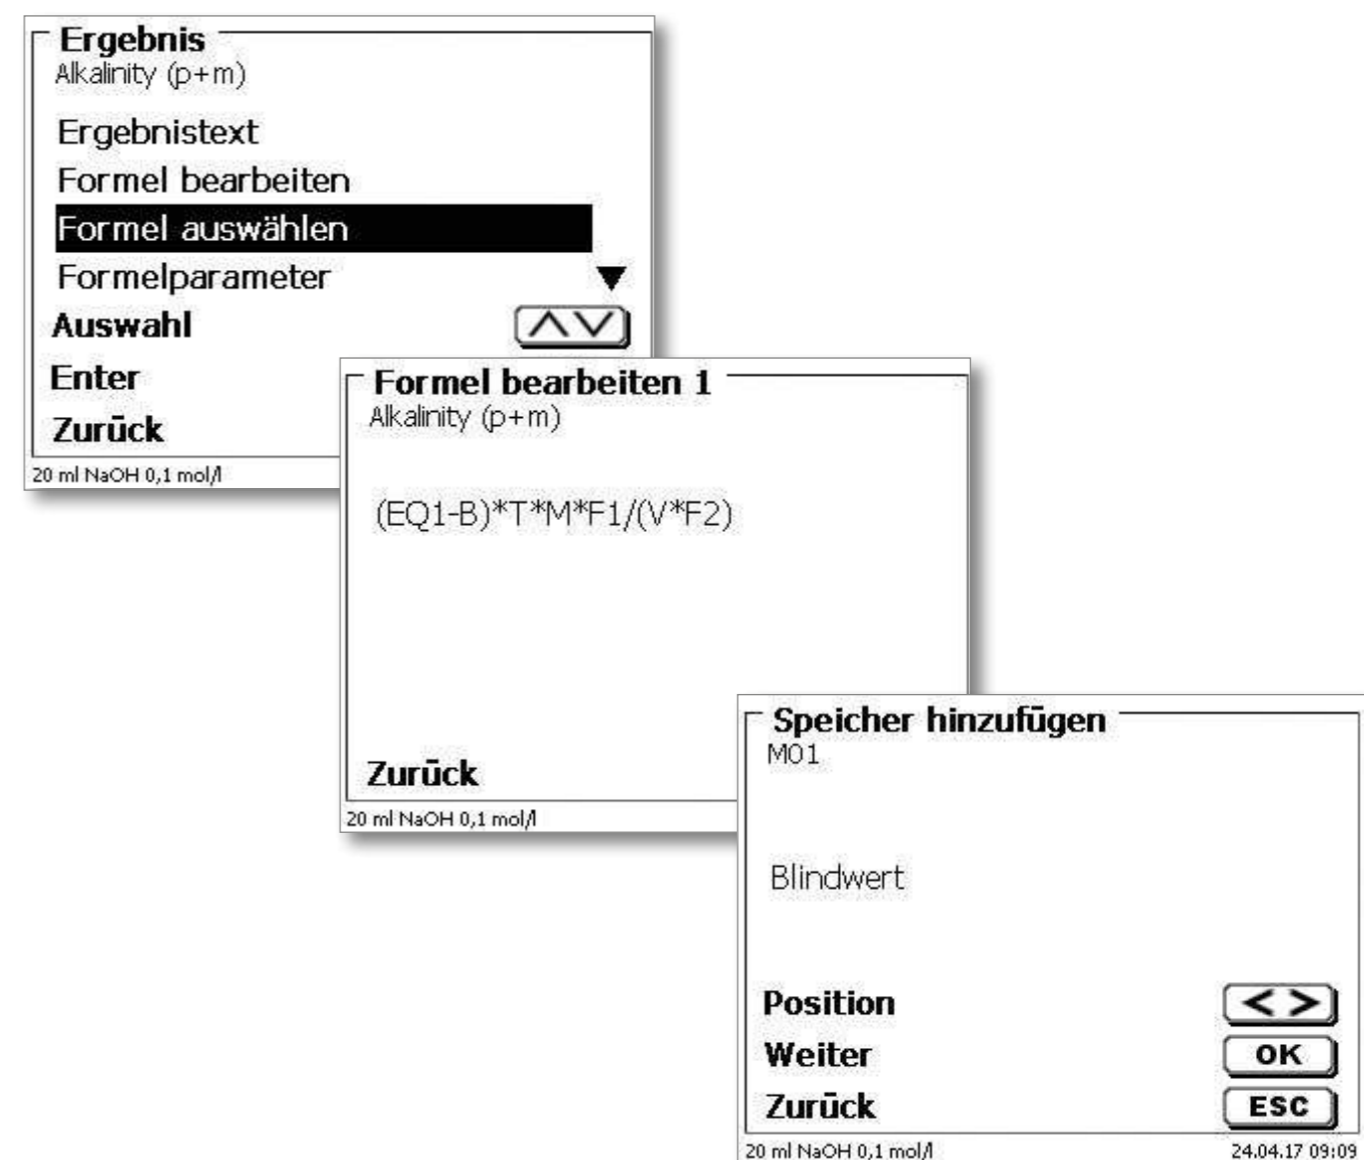 Ergebnis
Alkalinity (p+m)
Ergebnistext
Formel bearbeiten
Formel auswählen
Formelparameter
Auswahl
Enter
Zurück
20 ml NaOH 0,1 mol/l
Formel bearbeiten 1
Alkalinity (p+m)
(EQ1-B)*T*M*F1/(V*F2)
Zurück
20 ml NaOH 0,1 mol/l
Speicher hinzufügen
M01
Blindwert
Position < >
Weiter OK
Zurück ESC
20 ml NaOH 0,1 mol/l 24.04.17 09:09